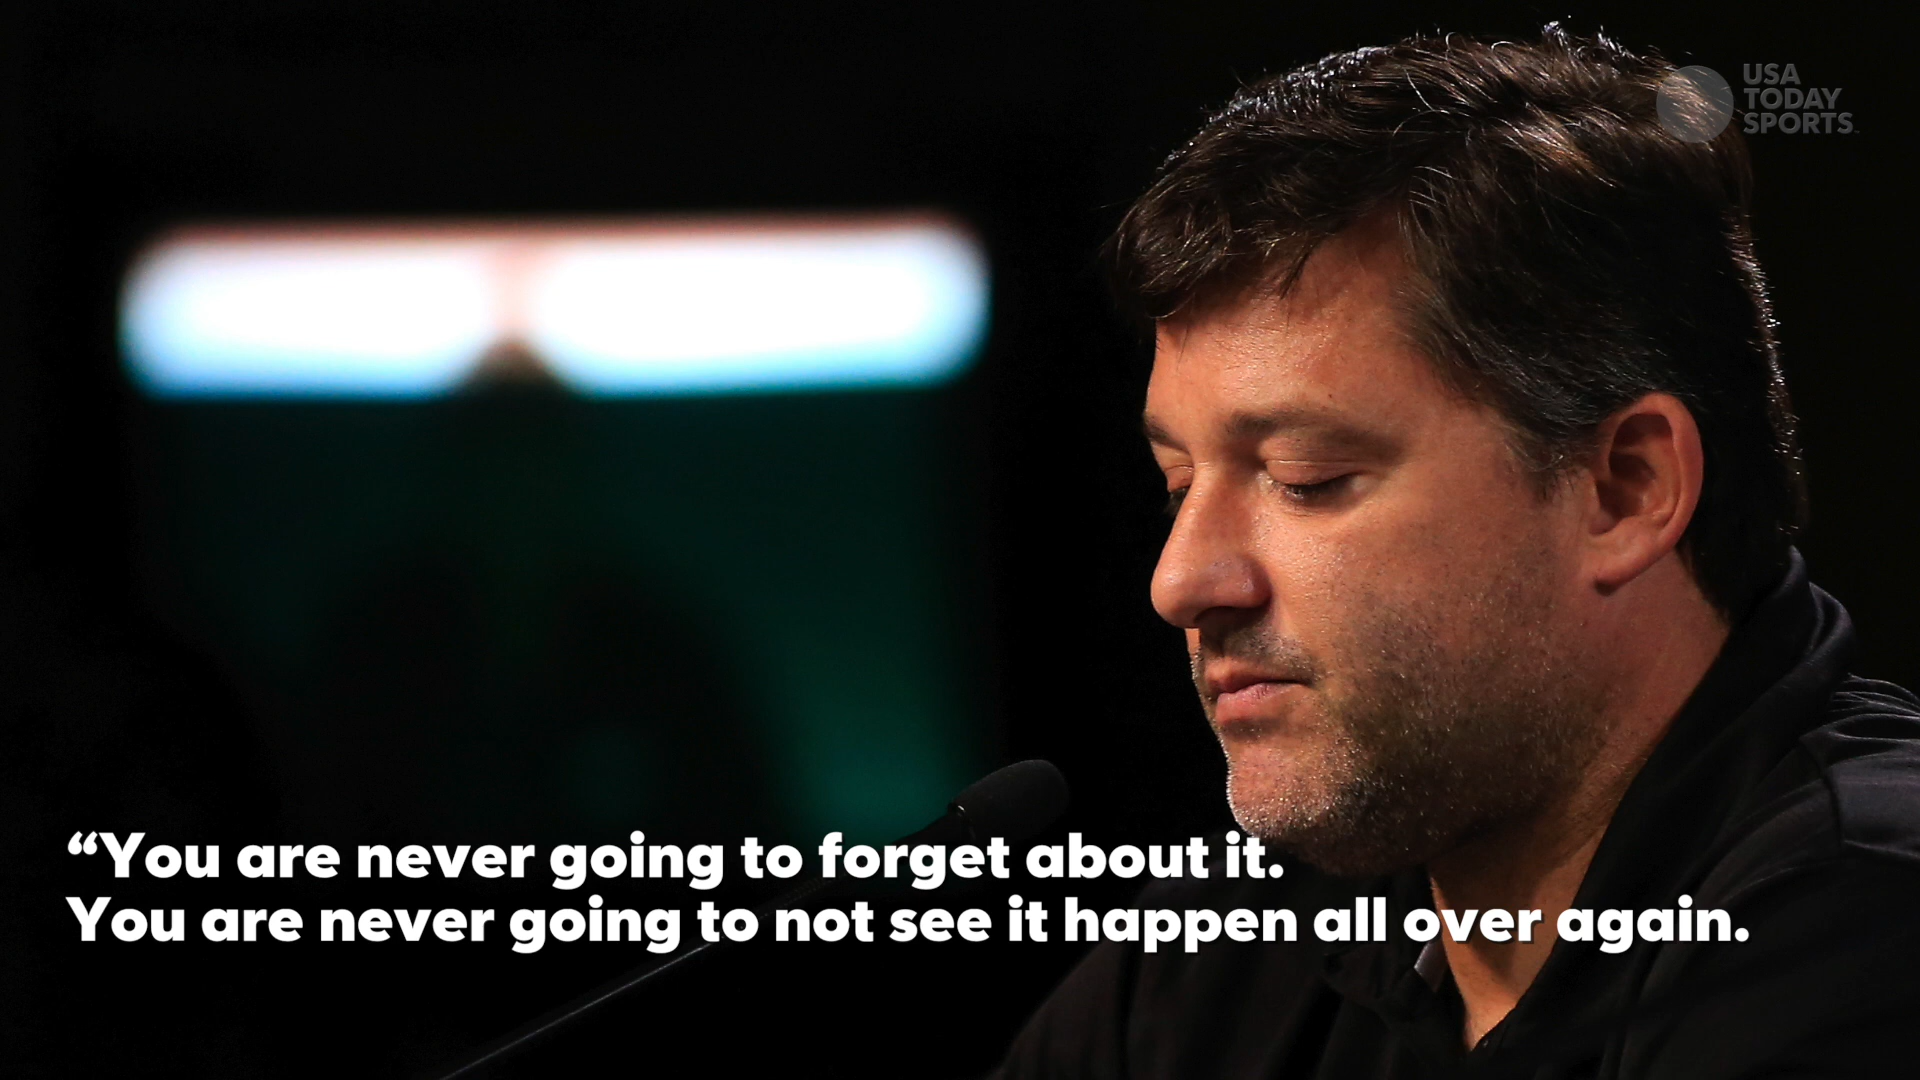 USA
TODAY
SPORTS
“You are never going to forget about it.
You are never going to not see it happen all over again.